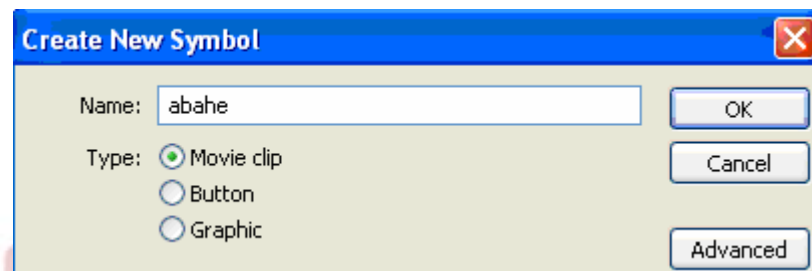 Create New Symbol
Name: abahe OK
Type: Movie clip Cancel
Button
Graphic
Advanced